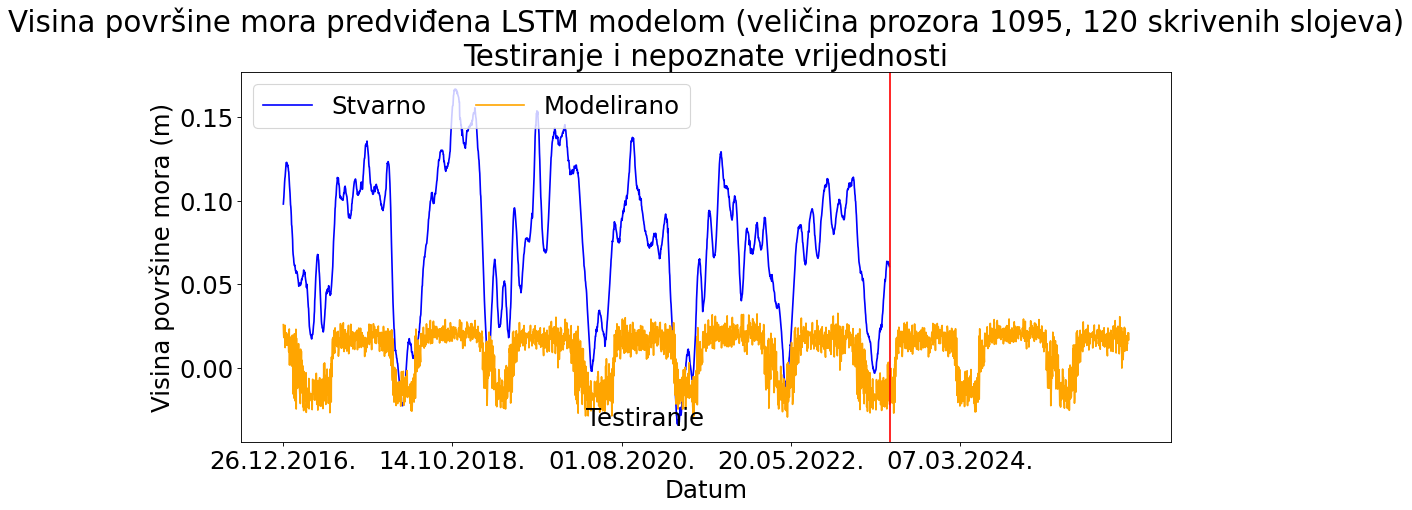 Visina površine mora predviđena LSTM modelom (veličina prozora 1095, 120 skrivenih slojeva)
Testiranje i nepoznate vrijednosti
Stvarno
Modelirano
Visina površine mora (m)
0.15
0.10
0.05
0.00
Testiranje
26.12.2016.
14.10.2018.
01.08.2020.
20.05.2022.
07.03.2024.
Datum